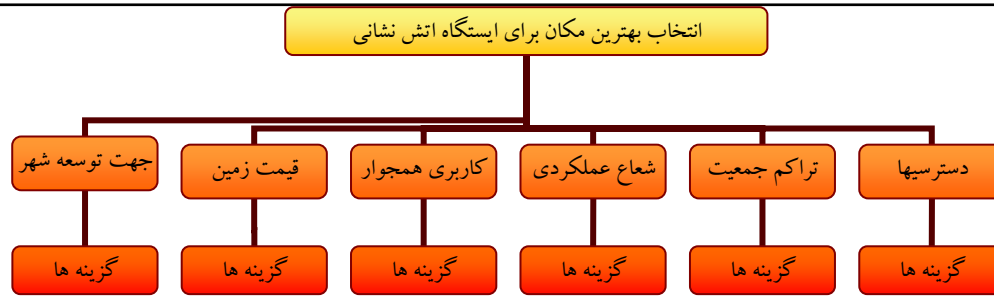 انتخاب بهترین مکان برای ایستگاه اتش نشانی
دسترسیها
تراکم جمعیت
شعاع عملکردی
کاربری همجوار
قیمت زمین
جهت توسعه شهر
گزینه ها
گزینه ها
گزینه ها
گزینه ها
گزینه ها
گزینه ها